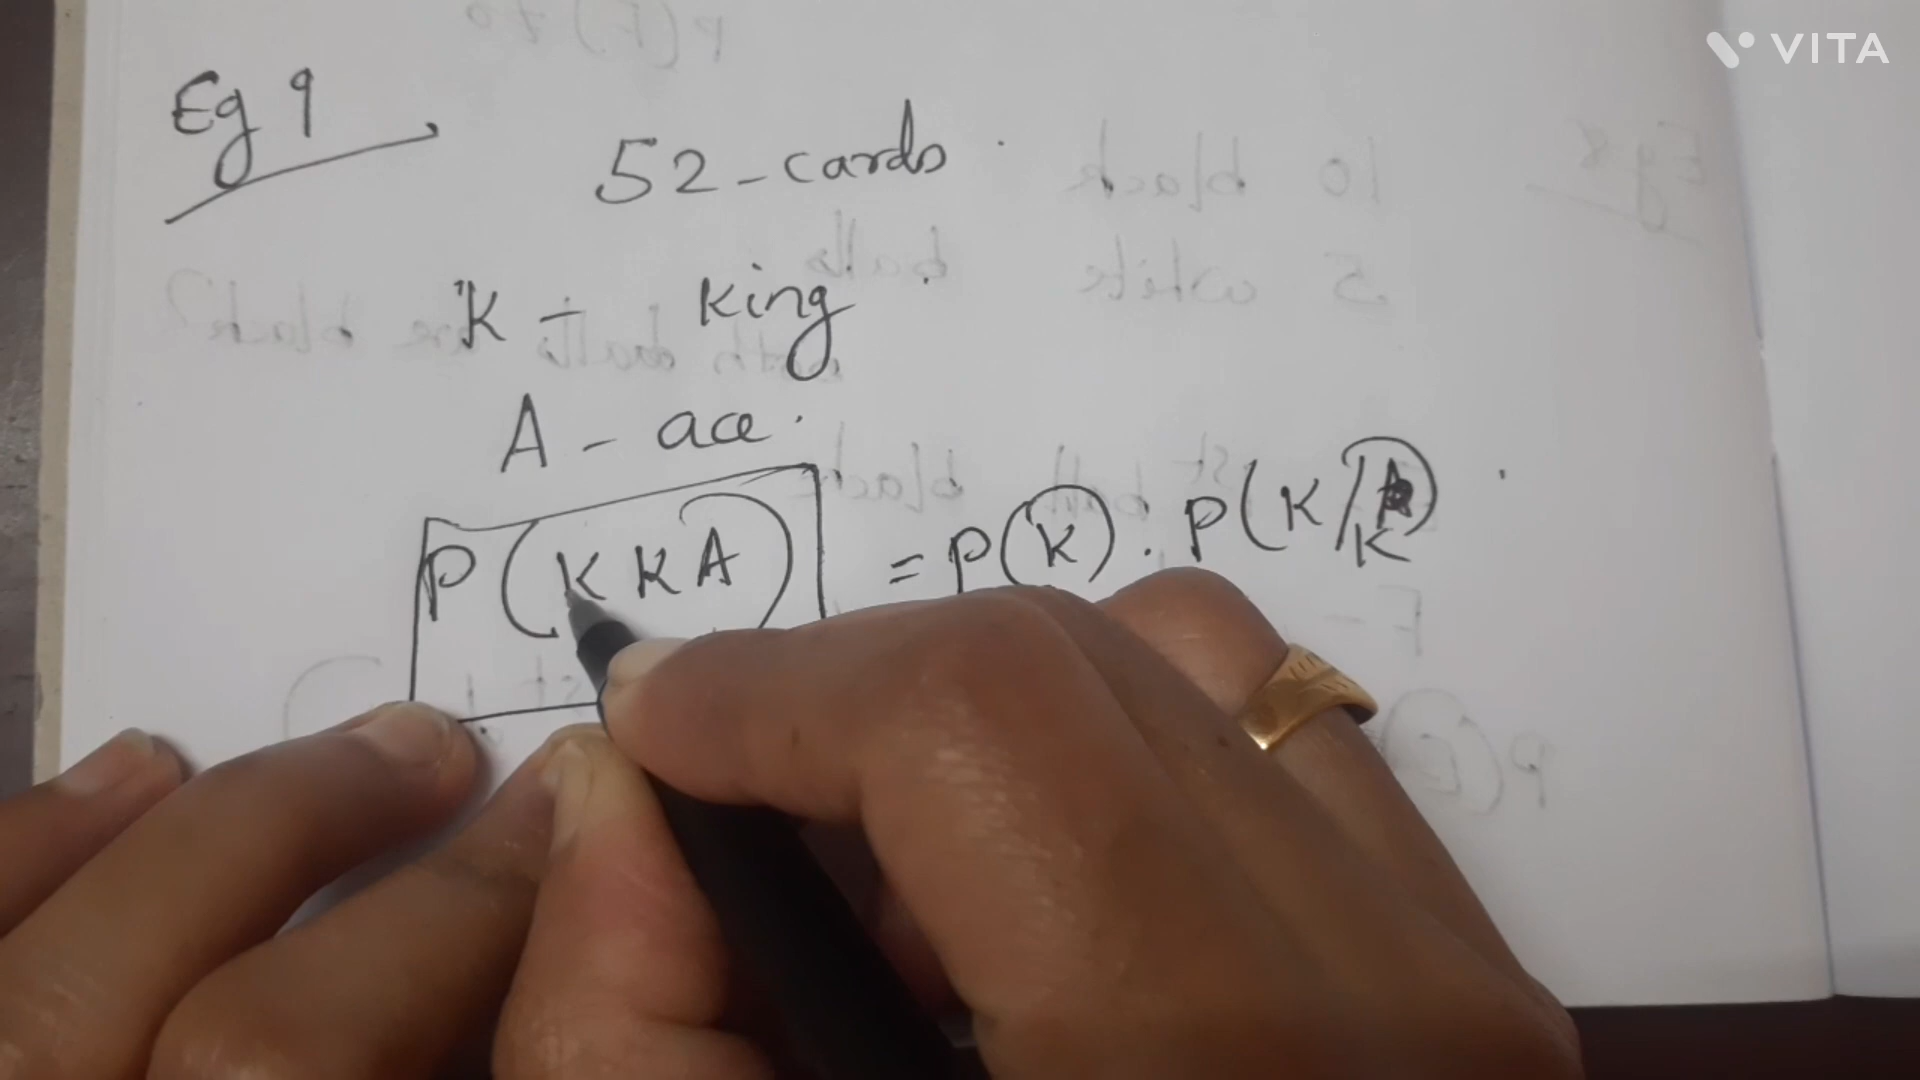 VITA
Eg 9
52-cards.
K - King
A - ace.
P(KKA) = P(K) . P(K/K) .